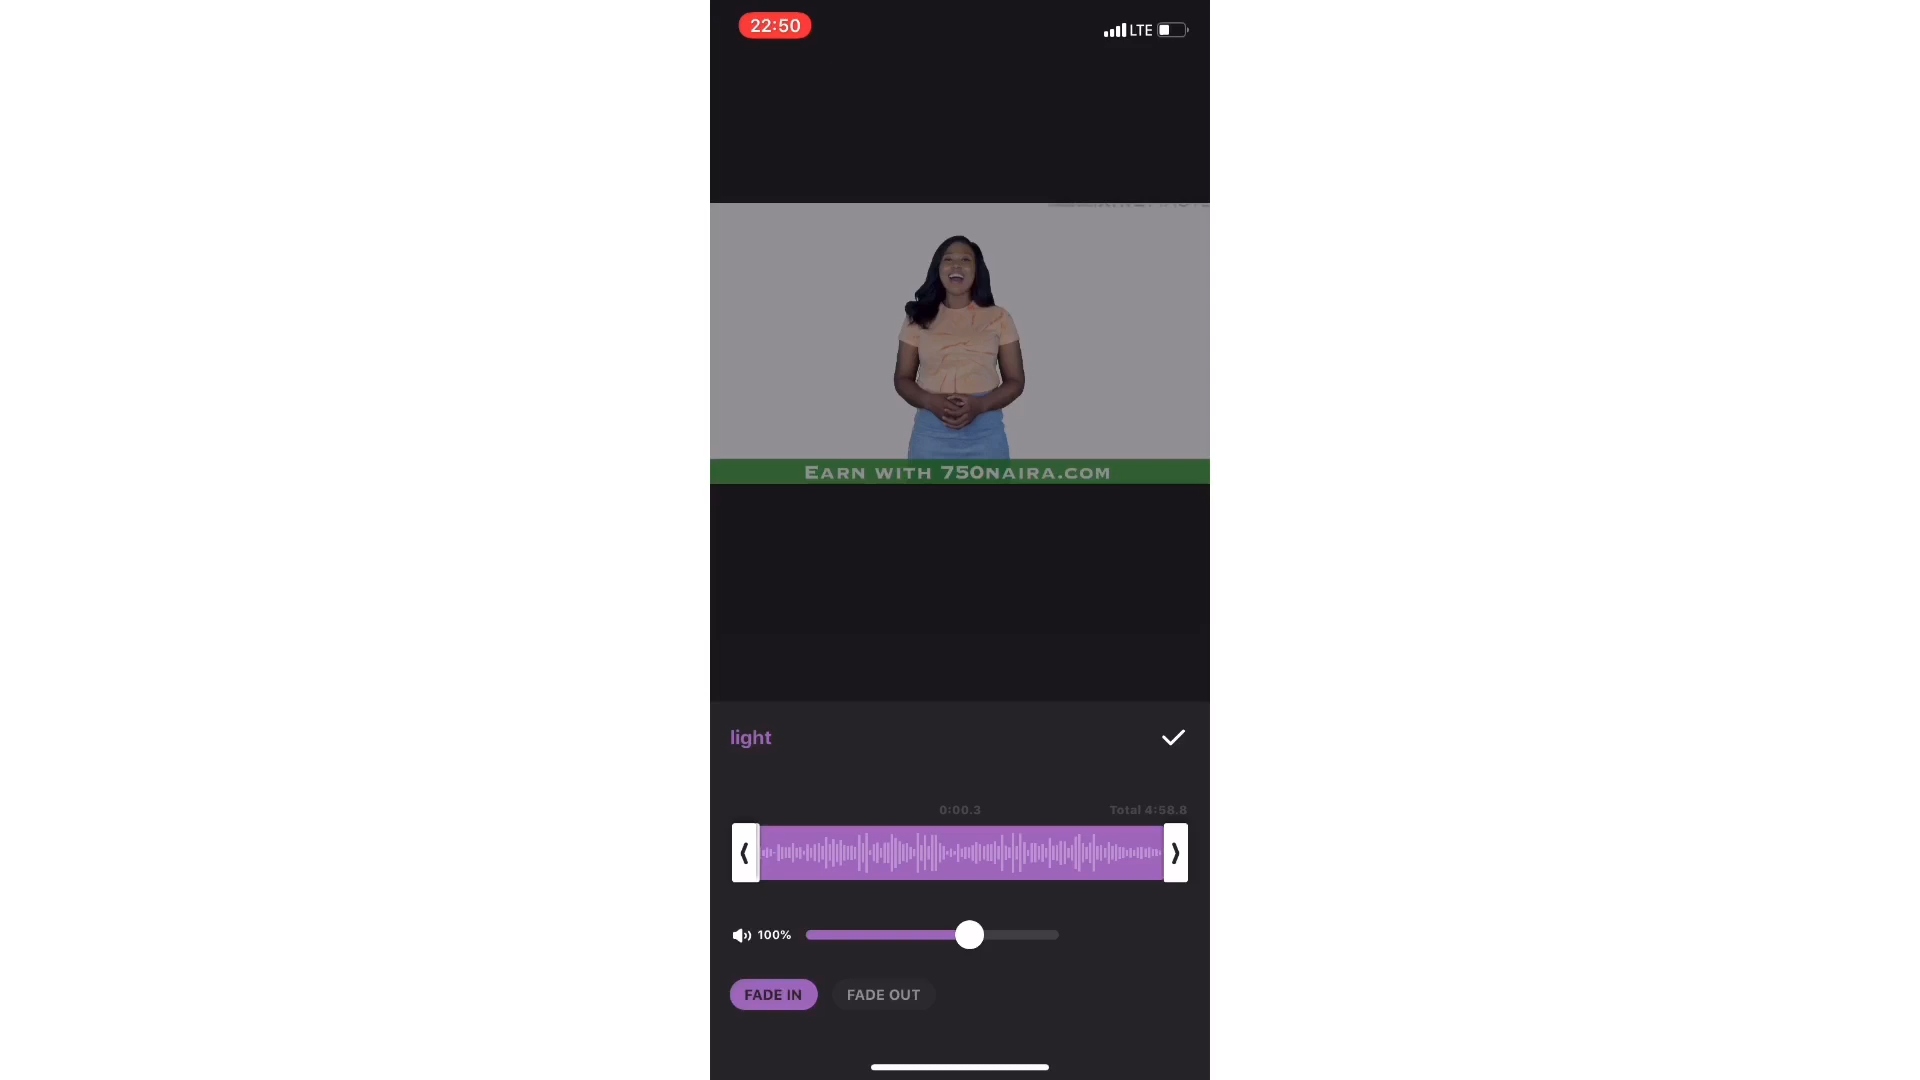 22:50
LTE
Earn with 750naira.com
light
0:00.3
Total 4:58.8
100%
FADE IN
FADE OUT